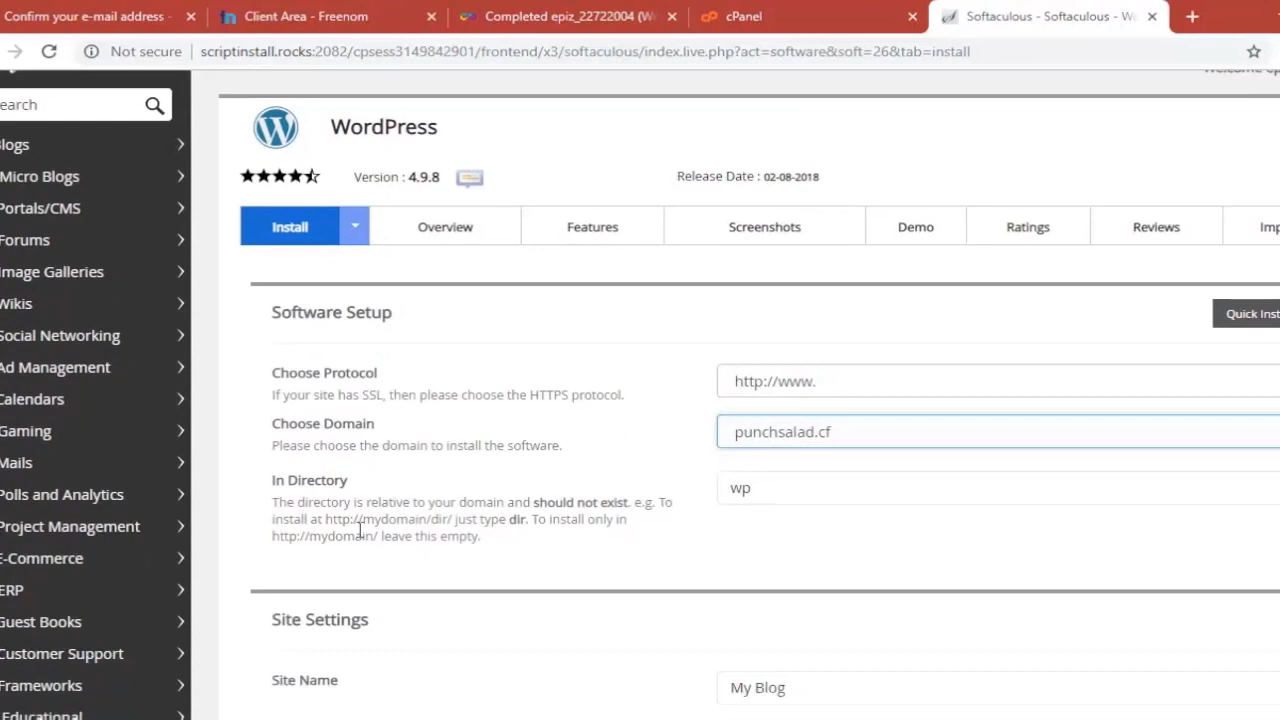 Confirm your e-mail address
Client Area - Freenom
Completed epiz_22722004 (W
cPanel
Softaculous - Softaculous - W
Not secure
scriptinstall.rocks:2082/cpsess3149842901/frontend/x3/softaculous/index.live.php?act=software&soft=26&tab=install
earch
logs
Micro Blogs
Portals/CMS
Forums
mage Galleries
Wikis
Social Networking
Ad Management
Calendars
Gaming
Mails
Polls and Analytics
Project Management
E-Commerce
ERP
Guest Books
Customer Support
Frameworks
Educational
WordPress
Version : 4.9.8
Release Date : 02-08-2018
Install
Overview
Features
Screenshots
Demo
Ratings
Reviews
Imp
Software Setup
Quick Inst
Choose Protocol
If your site has SSL, then please choose the HTTPS protocol.
http://www.
Choose Domain
Please choose the domain to install the software.
punchsalad.cf
In Directory
The directory is relative to your domain and should not exist. e.g. To
install at http://mydomain/dir/ just type dir. To install only in
http://mydomain/ leave this empty.
wp
Site Settings
Site Name
My Blog